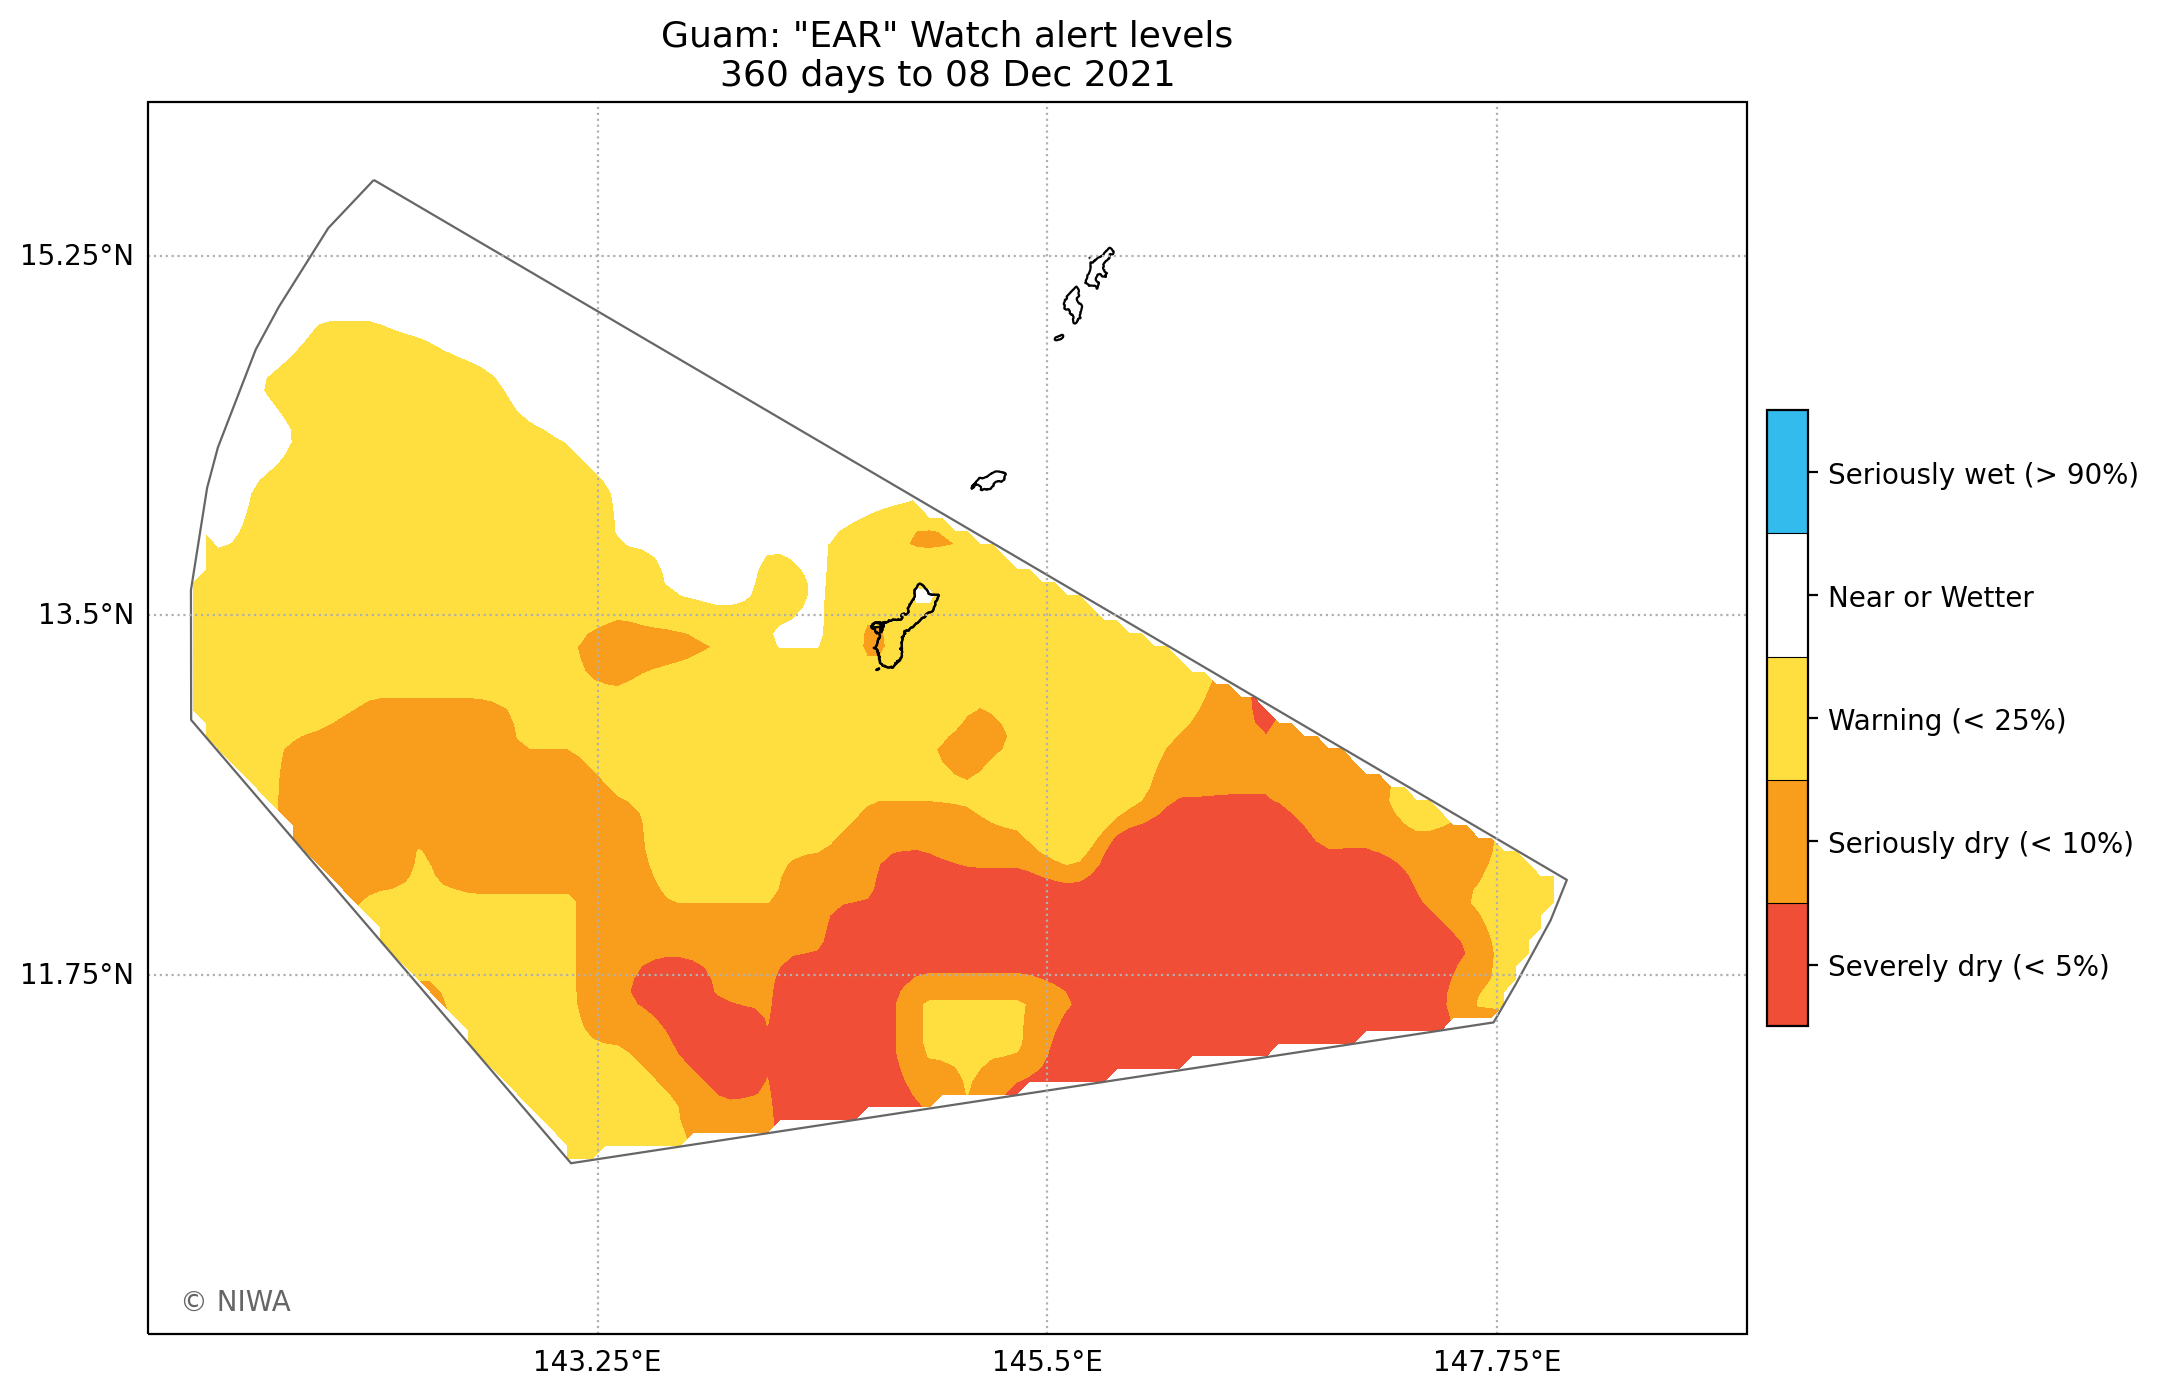 Guam: "EAR" Watch alert levels
360 days to 08 Dec 2021
15.25°N
13.5°N
11.75°N
143.25°E
145.5°E
147.75°E
Seriously wet (> 90%)
Near or Wetter
Warning (< 25%)
Seriously dry (< 10%)
Severely dry (< 5%)
© NIWA